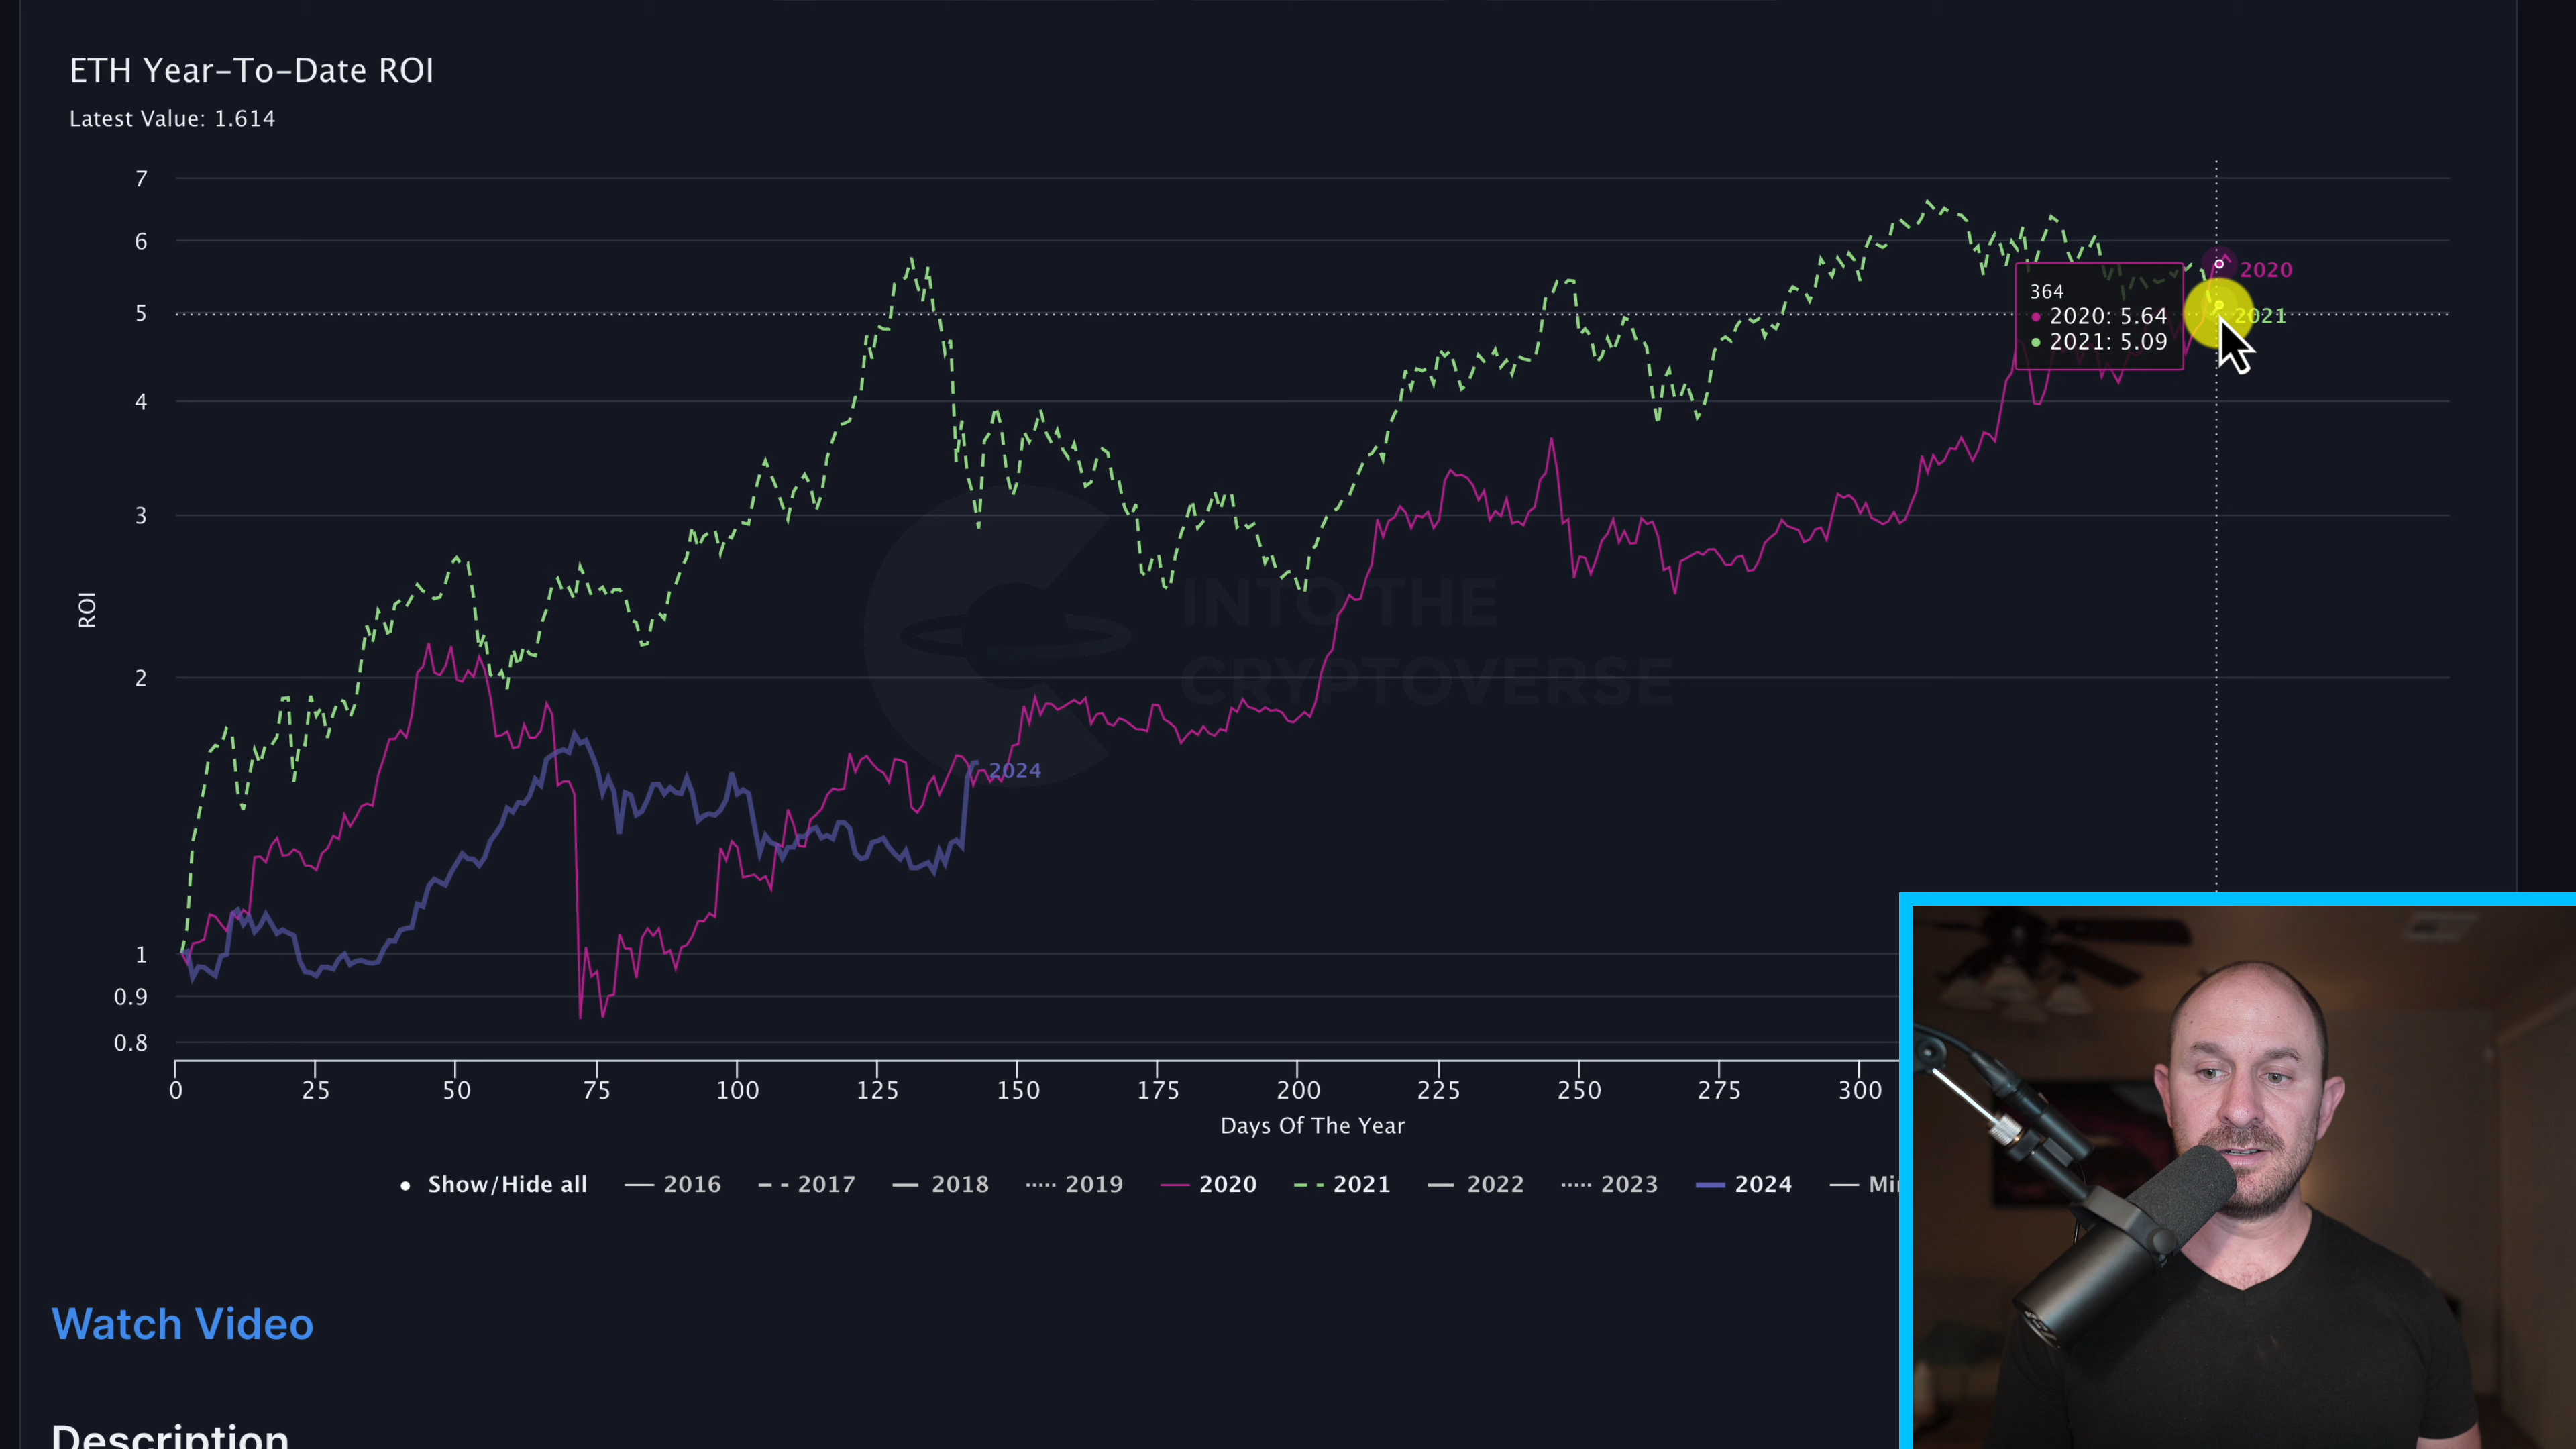 ETH Year-To-Date ROI
Latest Value: 1.614
7
6
5
4
3
2
1
0.9
0.8
ROI
364
2020: 5.64
2021: 5.09
2020
2021
2024
INTO THE
CRYPTOVERSE
0 25 50 75 100 125 150 175 200 225 250 275 300
Days Of The Year
Show/Hide all 2016 2017 2018 2019 2020 2021 2022 2023 2024
Watch Video
Description